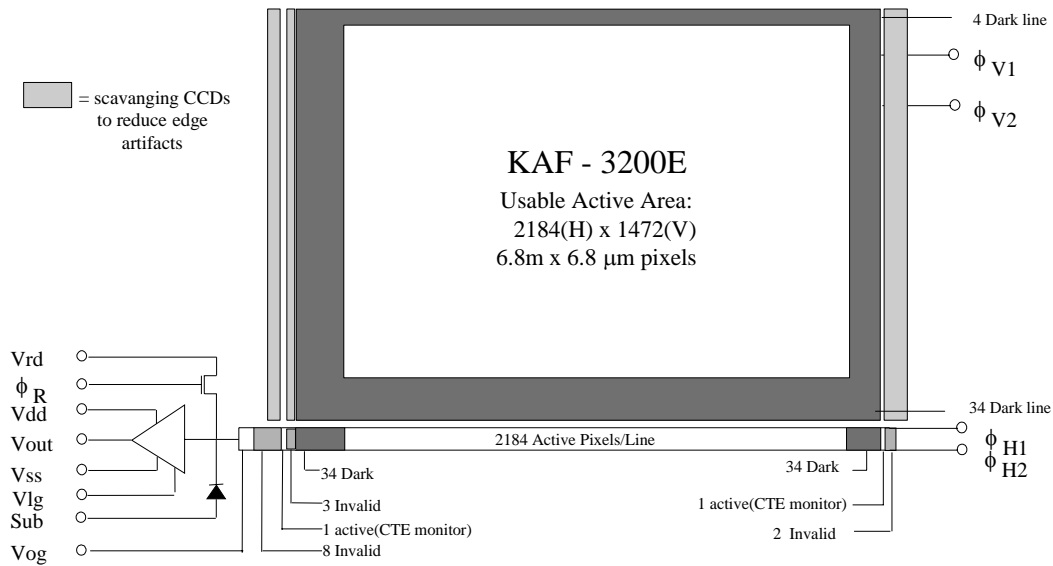 4 Dark line
ϕ V1
ϕ V2
= scavanging CCDs
to reduce edge
artifacts
KAF - 3200E
Usable Active Area:
2184(H) x 1472(V)
6.8m x 6.8 µm pixels
Vrd
ϕ R
Vdd
Vout
Vss
Vlg
Sub
Vog
34 Dark line
2184 Active Pixels/Line
ϕ H1
ϕ H2
34 Dark
34 Dark
3 Invalid
1 active(CTE monitor)
1 active(CTE monitor)
8 Invalid
2 Invalid